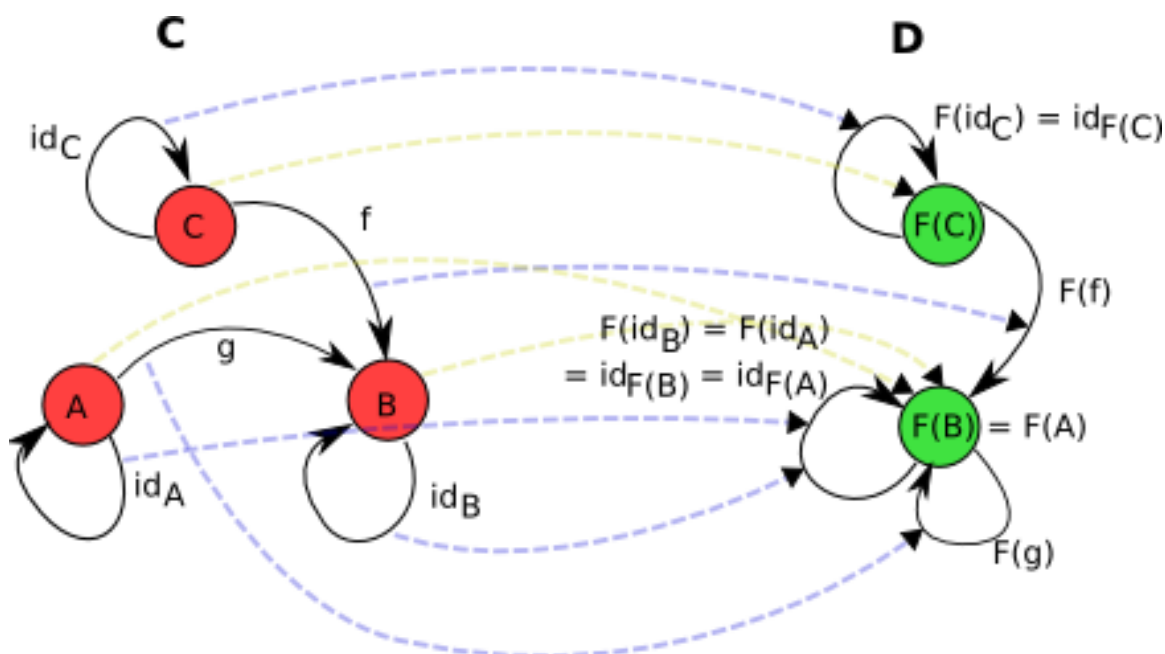 C
D
id_C
F(id_C) = id_F(C)
C
f
F(C)
F(f)
g
F(id_B) = F(id_A)
= id_F(B) = id_F(A)
A
B
F(B) = F(A)
id_A
id_B
F(g)